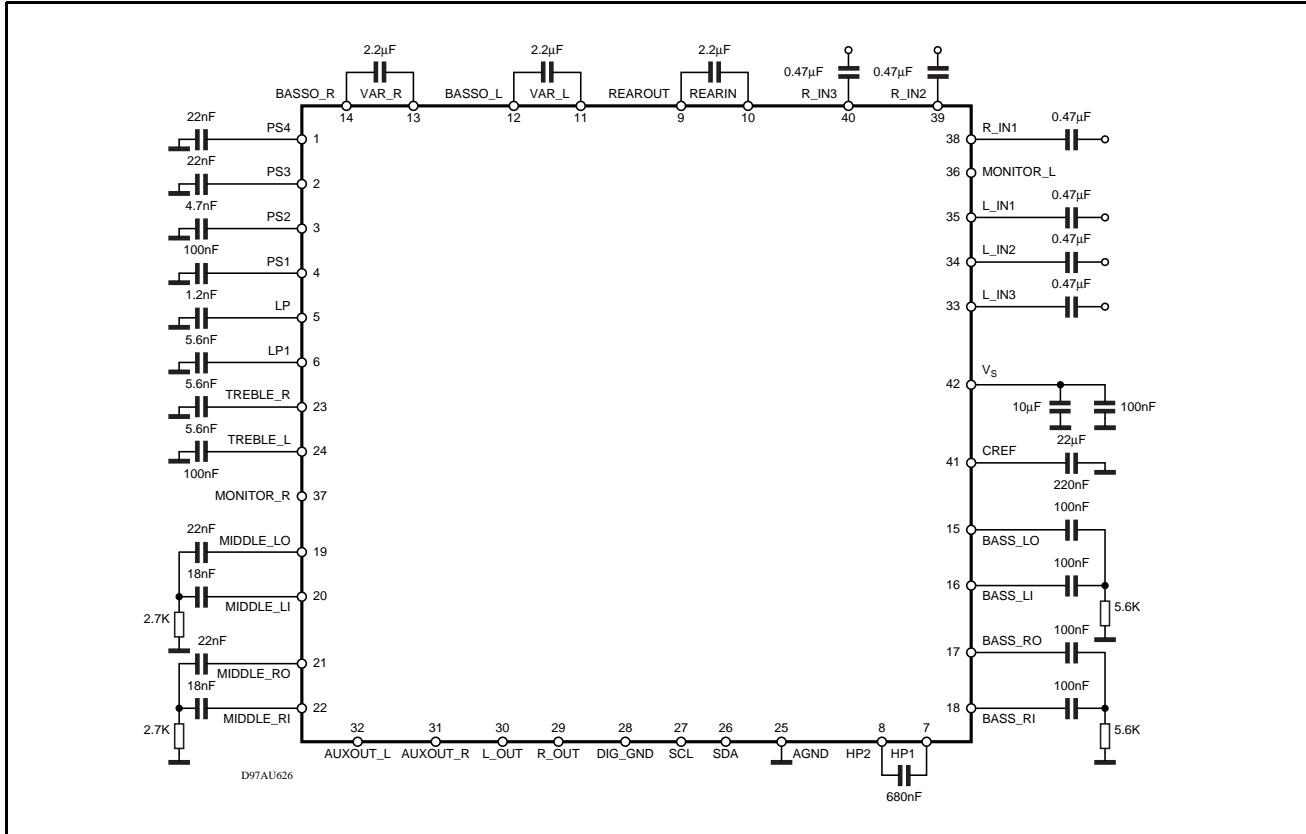 2.2µF 2.2µF 2.2µF
0.47µF 0.47µF
BASSO_R VAR_R BASSO_L VAR_L REAROUT REARIN R_IN3 R_IN2
14 13 12 11 9 10 40 39
22nF PS4 1
22nF PS3 2
4.7nF PS2 3
100nF PS1 4
1.2nF LP 5
5.6nF LP1 6
5.6nF TREBLE_R 23
5.6nF TREBLE_L 24
100nF
MONITOR_R 37
22nF MIDDLE_LO 19
18nF MIDDLE_LI 20
2.7K
22nF MIDDLE_RO 21
18nF MIDDLE_RI 22
2.7K
38 R_IN1 0.47µF
36 MONITOR_L
35 L_IN1 0.47µF
34 L_IN2 0.47µF
33 L_IN3 0.47µF
42 VS
10µF 100nF
41 CREF 22µF
220nF
15 BASS_LO 100nF
16 BASS_LI 100nF
5.6K
17 BASS_RO 100nF
18 BASS_RI 100nF
5.6K
32 31 30 29 28 27 26 25 8 7
AUXOUT_L AUXOUT_R L_OUT R_OUT DIG_GND SCL SDA AGND HP2 HP1
680nF
D97AU626